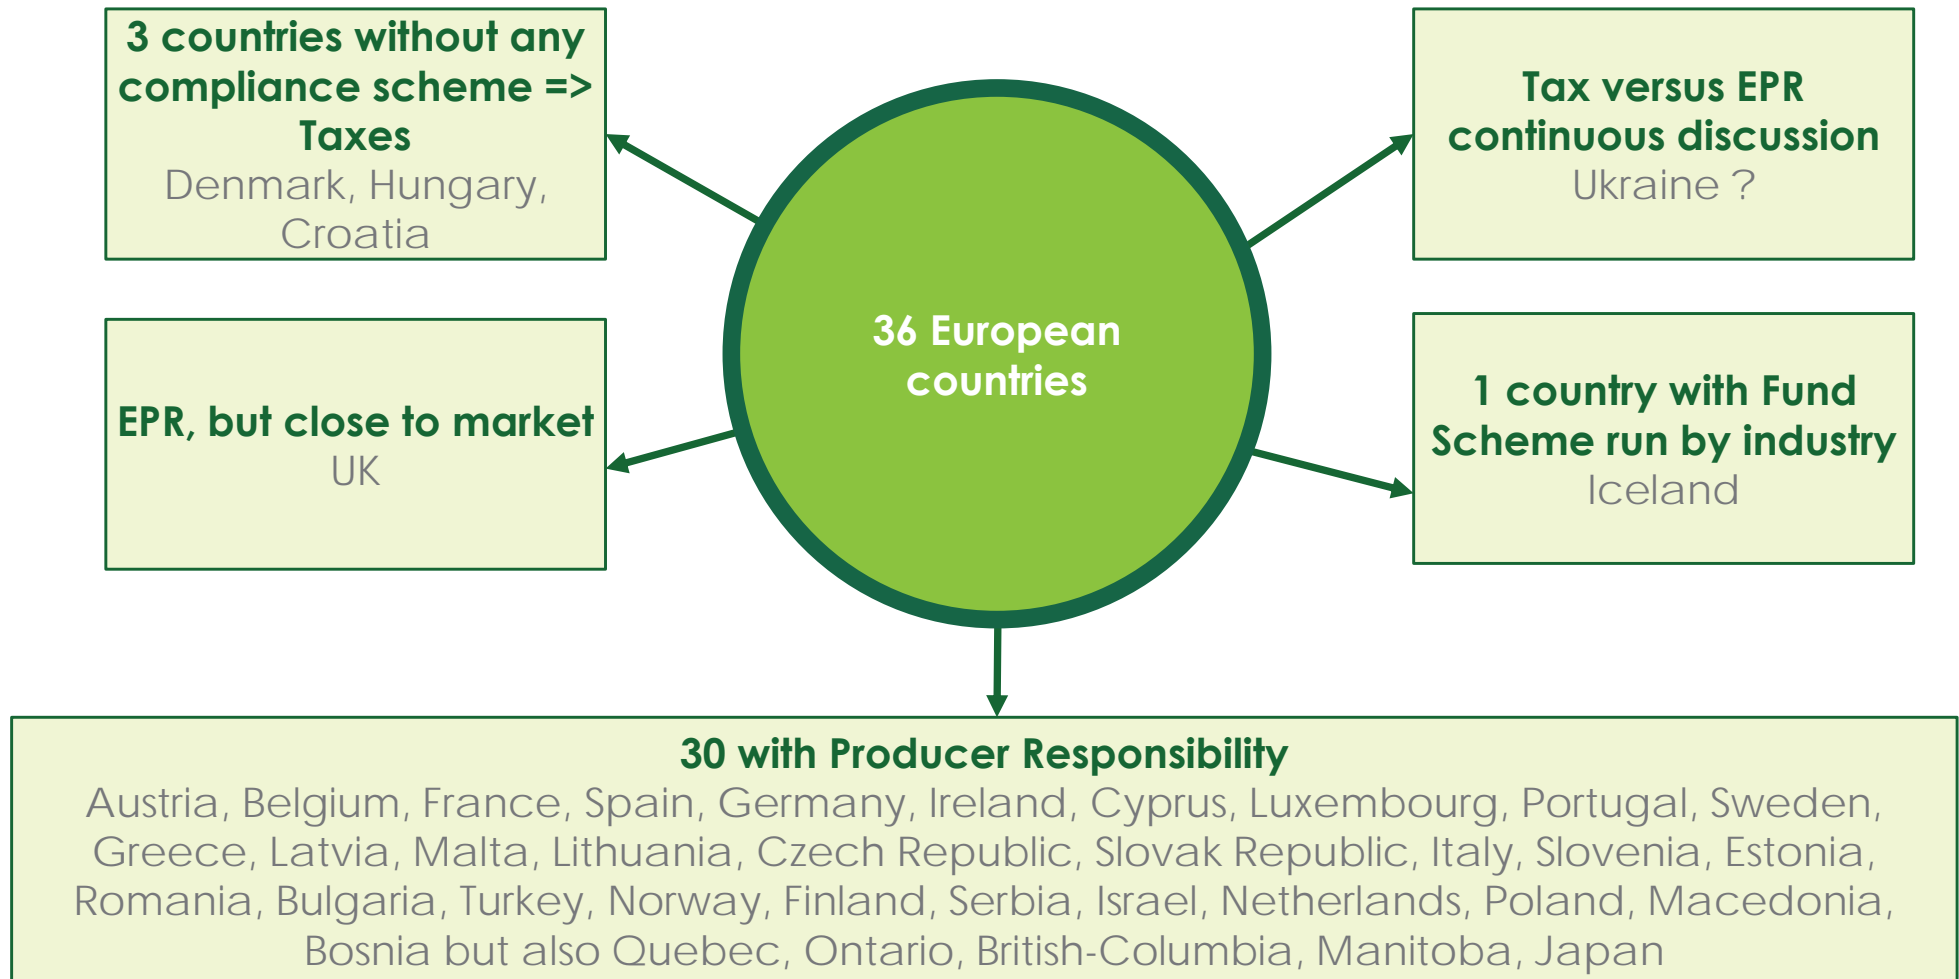 3 countries without any
compliance scheme =>
Taxes
Denmark, Hungary,
Croatia
Tax versus EPR
continuous discussion
Ukraine ?
36 European
countries
EPR, but close to market
UK
1 country with Fund
Scheme run by industry
Iceland
30 with Producer Responsibility
Austria, Belgium, France, Spain, Germany, Ireland, Cyprus, Luxembourg, Portugal, Sweden,
Greece, Latvia, Malta, Lithuania, Czech Republic, Slovak Republic, Italy, Slovenia, Estonia,
Romania, Bulgaria, Turkey, Norway, Finland, Serbia, Israel, Netherlands, Poland, Macedonia,
Bosnia but also Quebec, Ontario, British-Columbia, Manitoba, Japan